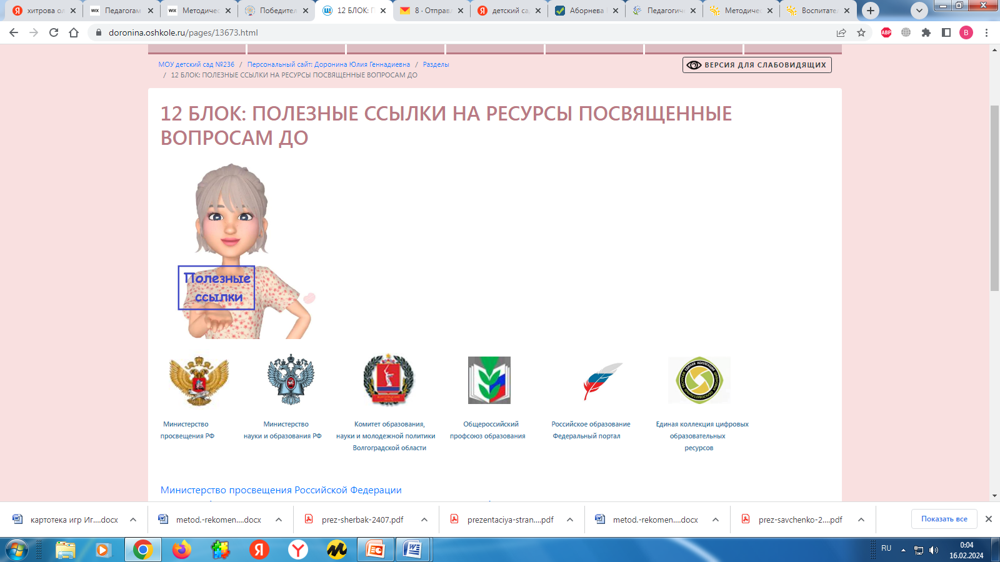 хитрова ол
Педагогам
Методичес
Победител
12 БЛОК: П
8 · Отправл
детский са
Аборнева
Педагогич
Методичес
Воспитател
doronina.oshkole.ru/pages/13673.html
МОУ детский сад №236 / Персональный сайт: Доронина Юлия Геннадиевна / Разделы
/ 12 БЛОК: ПОЛЕЗНЫЕ ССЫЛКИ НА РЕСУРСЫ ПОСВЯЩЕННЫЕ ВОПРОСАМ ДО
ВЕРСИЯ ДЛЯ СЛАБОВИДЯЩИХ
12 БЛОК: ПОЛЕЗНЫЕ ССЫЛКИ НА РЕСУРСЫ ПОСВЯЩЕННЫЕ
ВОПРОСАМ ДО
Полезные
ссылки
Министерство
просвещения РФ
Министерство
науки и образования РФ
Комитет образования,
науки и молодежной политики
Волгоградской области
Общероссийский
профсоюз образования
Российское образование
Федеральный портал
Единая коллекция цифровых
образовательных
ресурсов
Министерство просвещения Российской Федерации
картотека игр Иг....docx
metod.-rekomen....docx
prez-sherbak-2407.pdf
prezentaciya-stran....pdf
metod.-rekomen....docx
prez-savchenko-2....pdf
Показать все
RU
0:04
16.02.2024